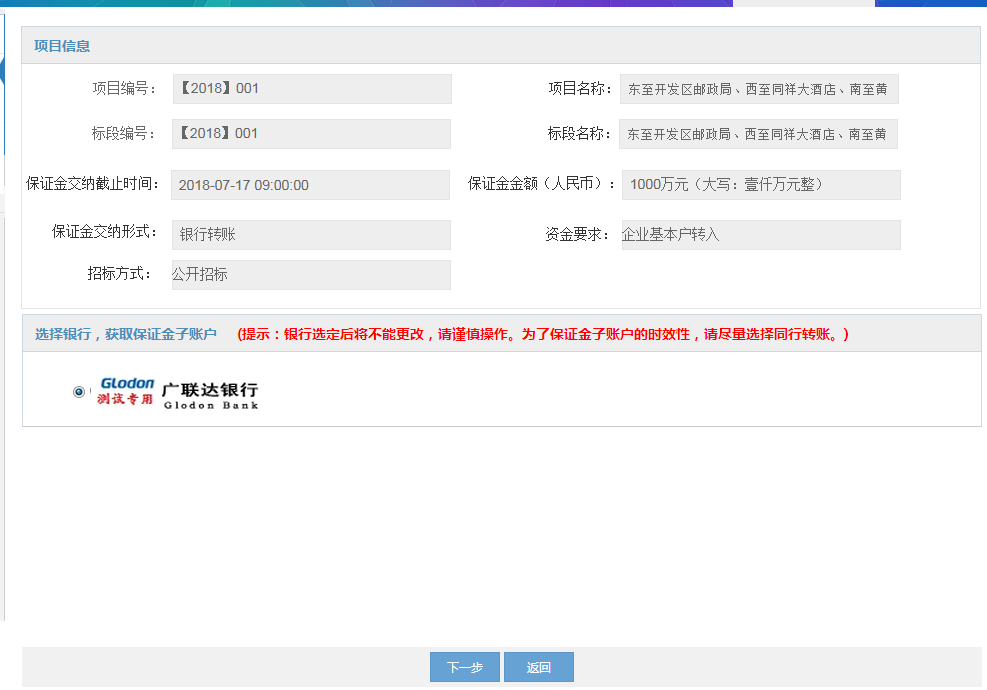 项目信息
项目编号： 【2018】001 项目名称： 东至开发区邮政局、西至同祥大酒店、南至黄
标段编号： 【2018】001 标段名称： 东至开发区邮政局、西至同祥大酒店、南至黄
保证金交纳截止时间： 2018-07-17 09:00:00 保证金金额（人民币）： 1000万元（大写：壹仟万元整）
保证金交纳形式： 银行转账 资金要求： 企业基本户转入
招标方式： 公开招标
选择银行，获取保证金子账户 (提示：银行选定后将不能更改，请谨慎操作。为了保证金子账户的时效性，请尽量选择同行转账。)
Glodon 广联达银行
测试专用 Glodon Bank
下一步 返回